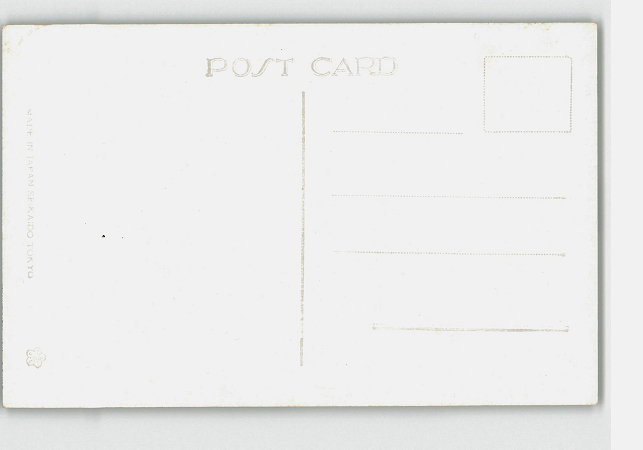 POST CARD
MADE IN JAPAN SEKAIDO TOKYO